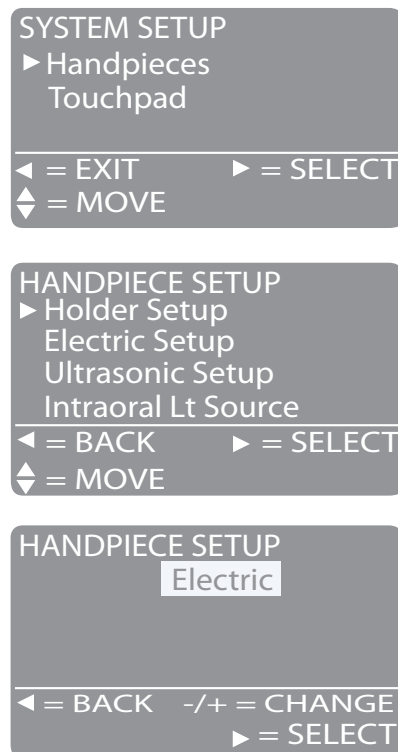 SYSTEM SETUP
►Handpieces
Touchpad
◄ = EXIT ► = SELECT
▲▼ = MOVE
HANDPIECE SETUP
► Holder Setup
Electric Setup
Ultrasonic Setup
Intraoral Lt Source
◄ = BACK ► = SELECT
▲▼ = MOVE
HANDPIECE SETUP
Electric
◄ = BACK -/+ = CHANGE
► = SELECT